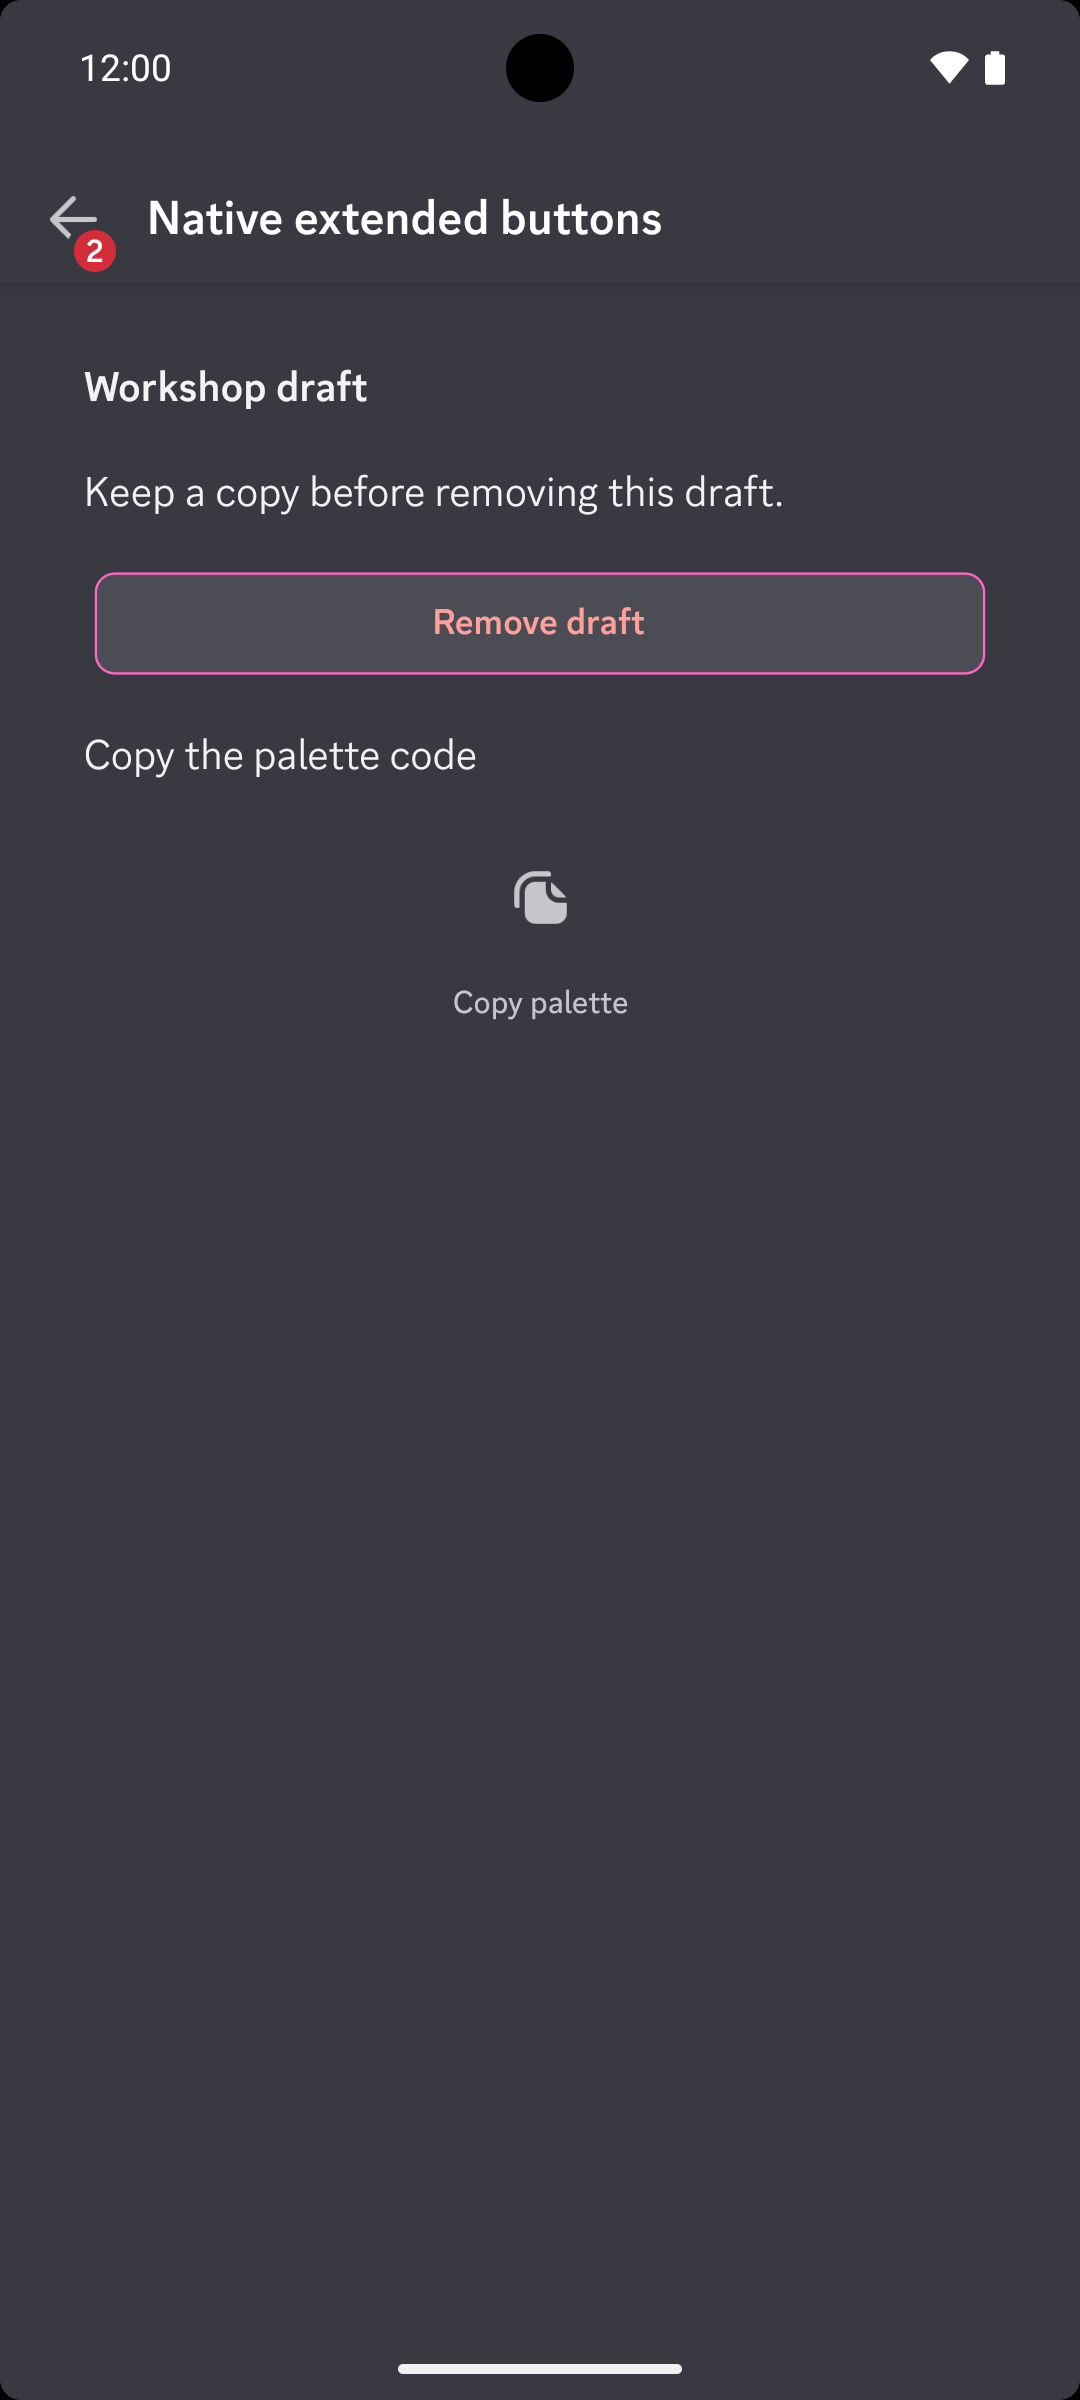 12:00
Native extended buttons
2
Workshop draft
Keep a copy before removing this draft.
Remove draft
Copy the palette code
Copy palette